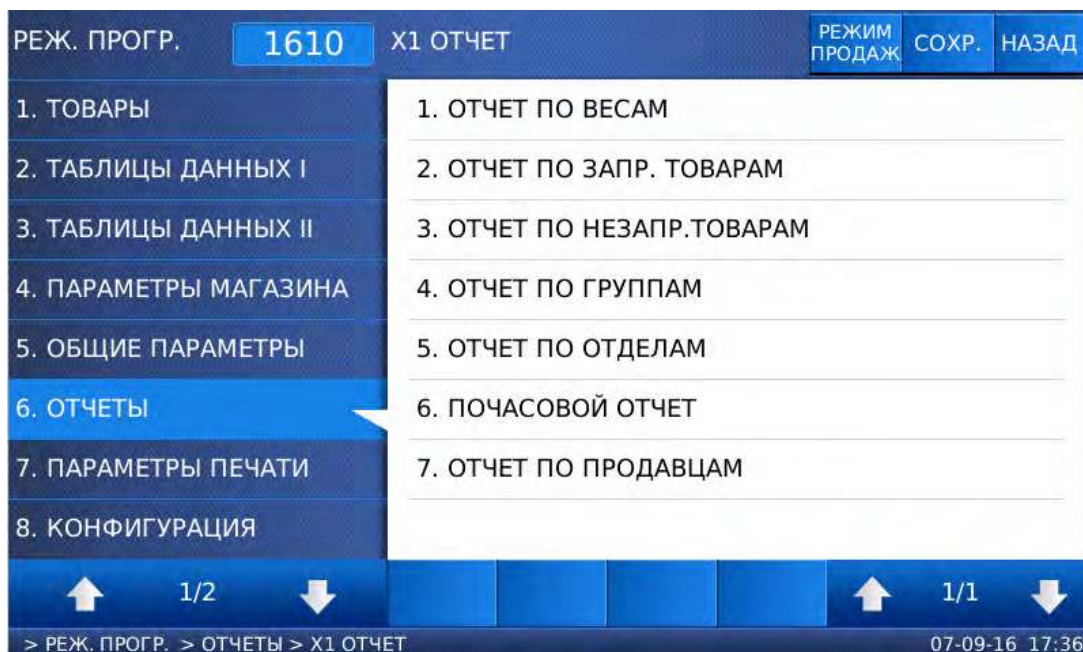 РЕЖ. ПРОГР. 1610 X1 ОТЧЕТ РЕЖИМ ПРОДАЖ СОХР. НАЗАД
1. ТОВАРЫ
1. ОТЧЕТ ПО ВЕСАМ
2. ТАБЛИЦЫ ДАННЫХ I
2. ОТЧЕТ ПО ЗАПР. ТОВАРАМ
3. ТАБЛИЦЫ ДАННЫХ II
3. ОТЧЕТ ПО НЕЗАПР.ТОВАРАМ
4. ПАРАМЕТРЫ МАГАЗИНА
4. ОТЧЕТ ПО ГРУППАМ
5. ОБЩИЕ ПАРАМЕТРЫ
5. ОТЧЕТ ПО ОТДЕЛАМ
6. ОТЧЕТЫ
6. ПОЧАСОВОЙ ОТЧЕТ
7. ПАРАМЕТРЫ ПЕЧАТИ
7. ОТЧЕТ ПО ПРОДАВЦАМ
8. КОНФИГУРАЦИЯ
1/2 1/1
> РЕЖ. ПРОГР. > ОТЧЕТЫ > X1 ОТЧЕТ 07-09-16 17:36